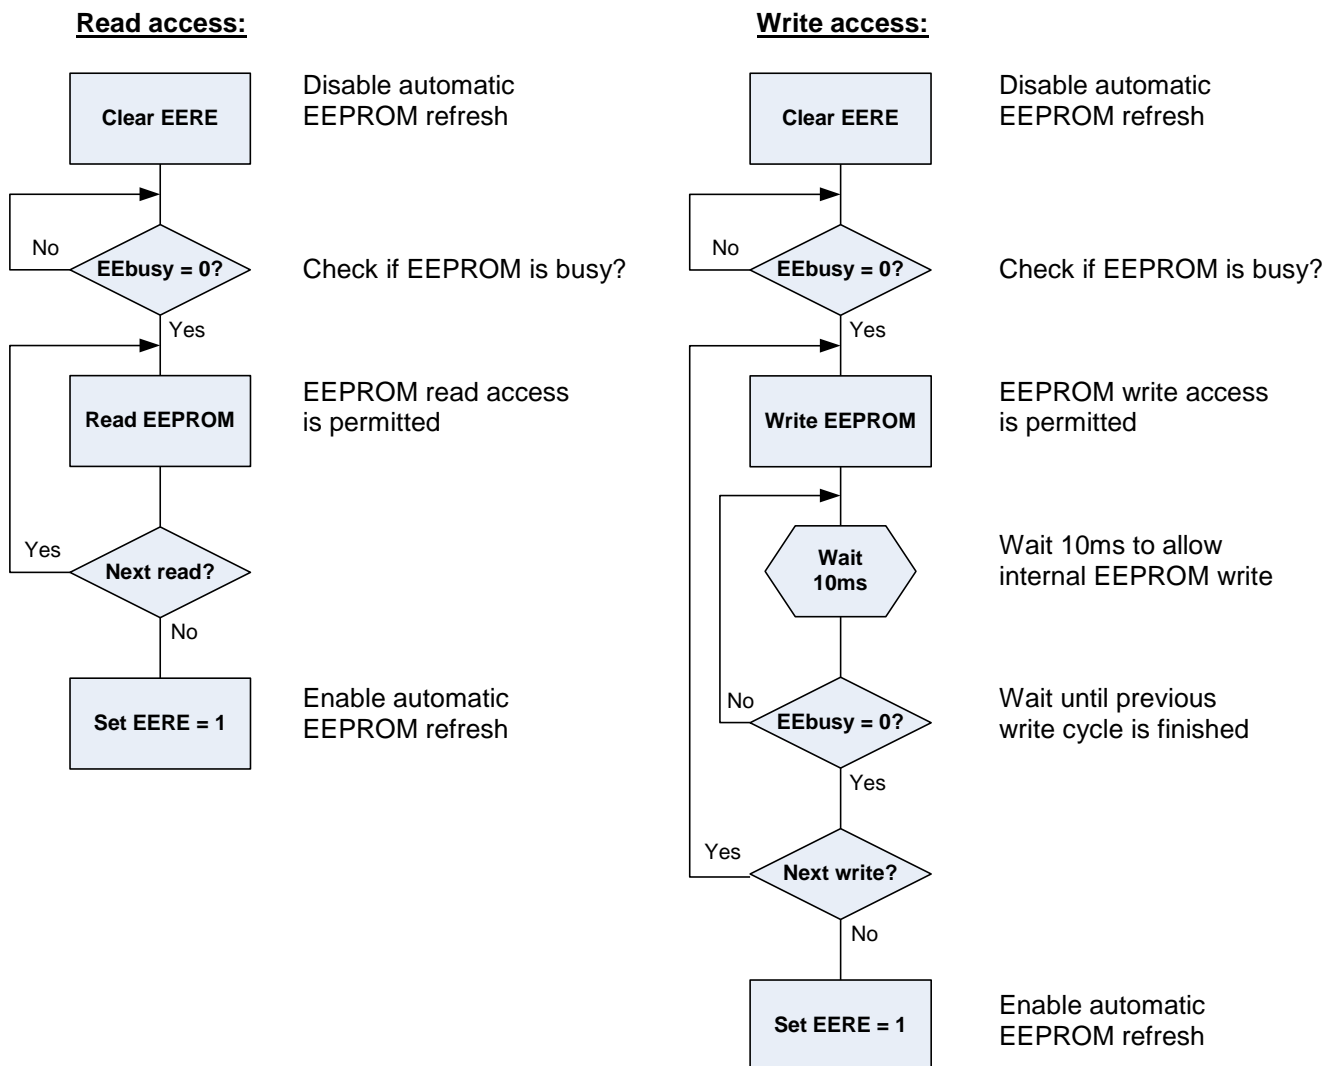 Read access:
Clear EERE
Disable automatic
EEPROM refresh
No
EEbusy = 0?
Check if EEPROM is busy?
Yes
Read EEPROM
EEPROM read access
is permitted
Yes
Next read?
No
Set EERE = 1
Enable automatic
EEPROM refresh
Write access:
Clear EERE
Disable automatic
EEPROM refresh
No
EEbusy = 0?
Check if EEPROM is busy?
Yes
Write EEPROM
EEPROM write access
is permitted
Wait
10ms
Wait 10ms to allow
internal EEPROM write
No
EEbusy = 0?
Wait until previous
write cycle is finished
Yes
Yes
Next write?
No
Set EERE = 1
Enable automatic
EEPROM refresh